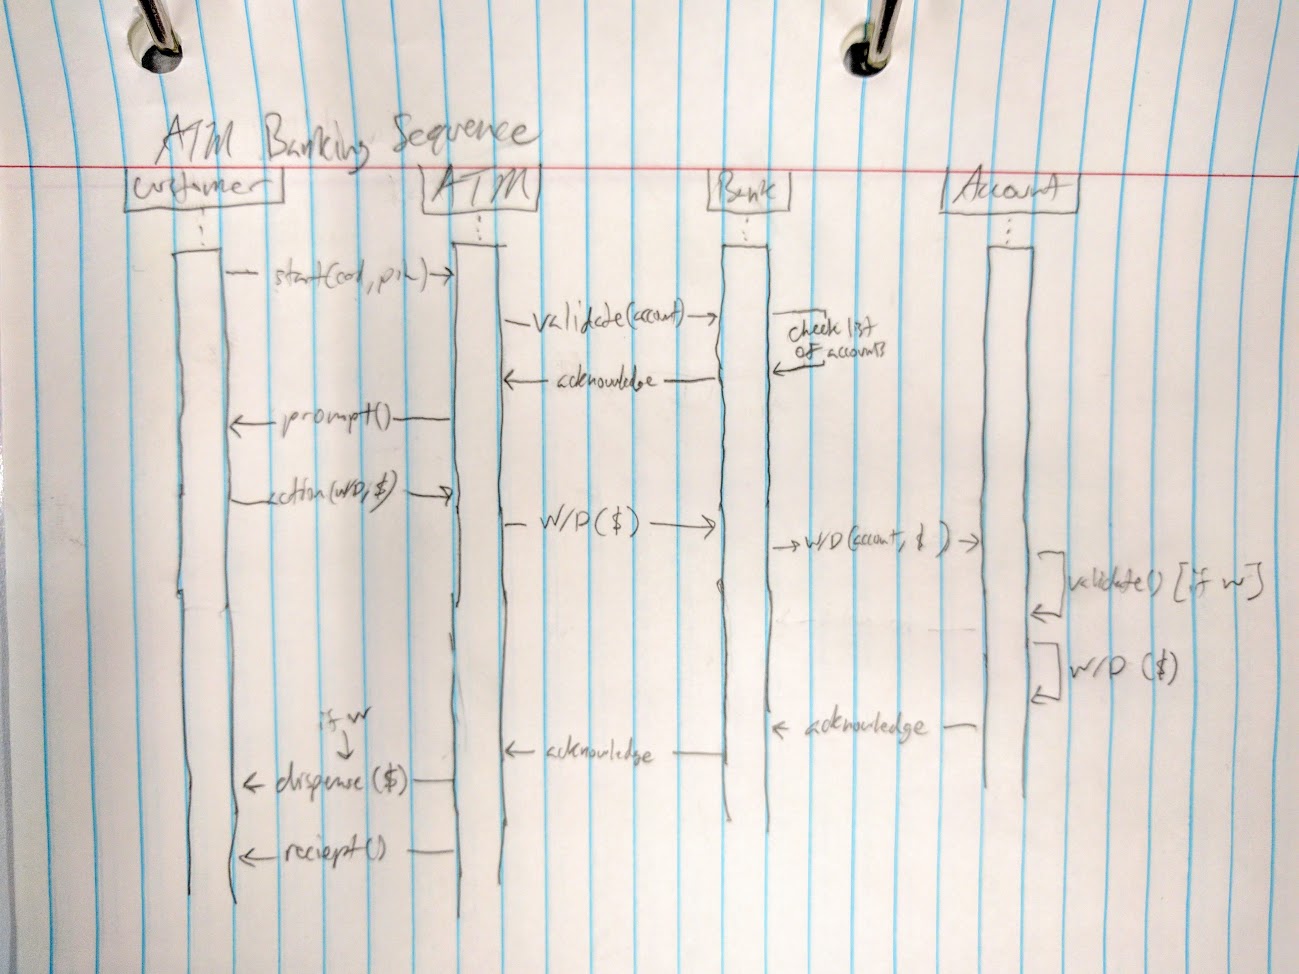 ATM Banking Sequence
Customer
ATM
Bank
Account
start(card, pin)
validate(account)
check list
of accounts
acknowledge
prompt()
action(W/D, $)
W/D($)
W/D(account, $)
validate() [if w]
W/D ($)
acknowledge
acknowledge
if w
dispense ($)
reciept()